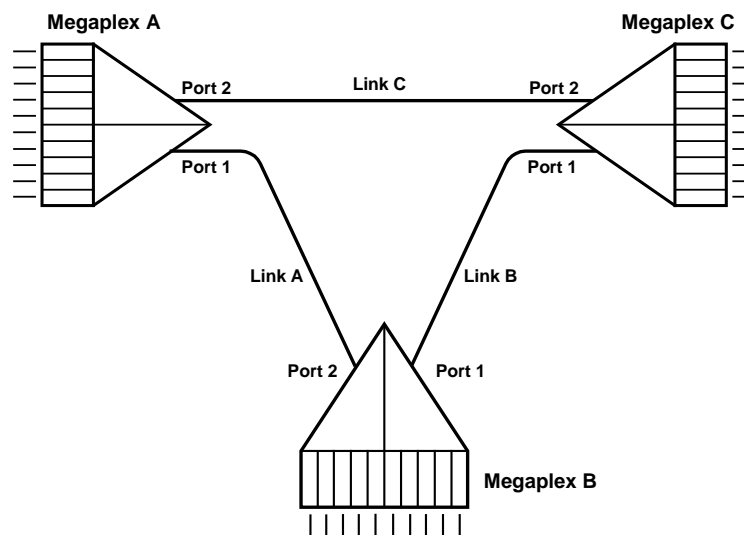 Megaplex A
Megaplex C
Port 2
Link C
Port 2
Port 1
Port 1
Link A
Link B
Port 2
Port 1
Megaplex B